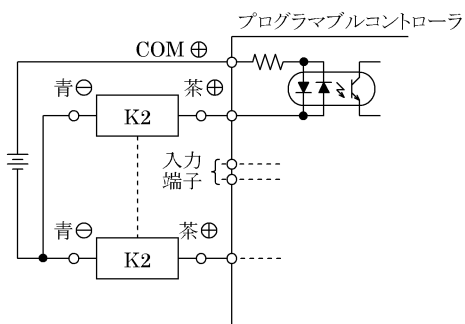 プログラマブルコントローラ
COM ⊕
青⊖ 茶⊕
K2
入力
端子
青⊖ 茶⊕
K2